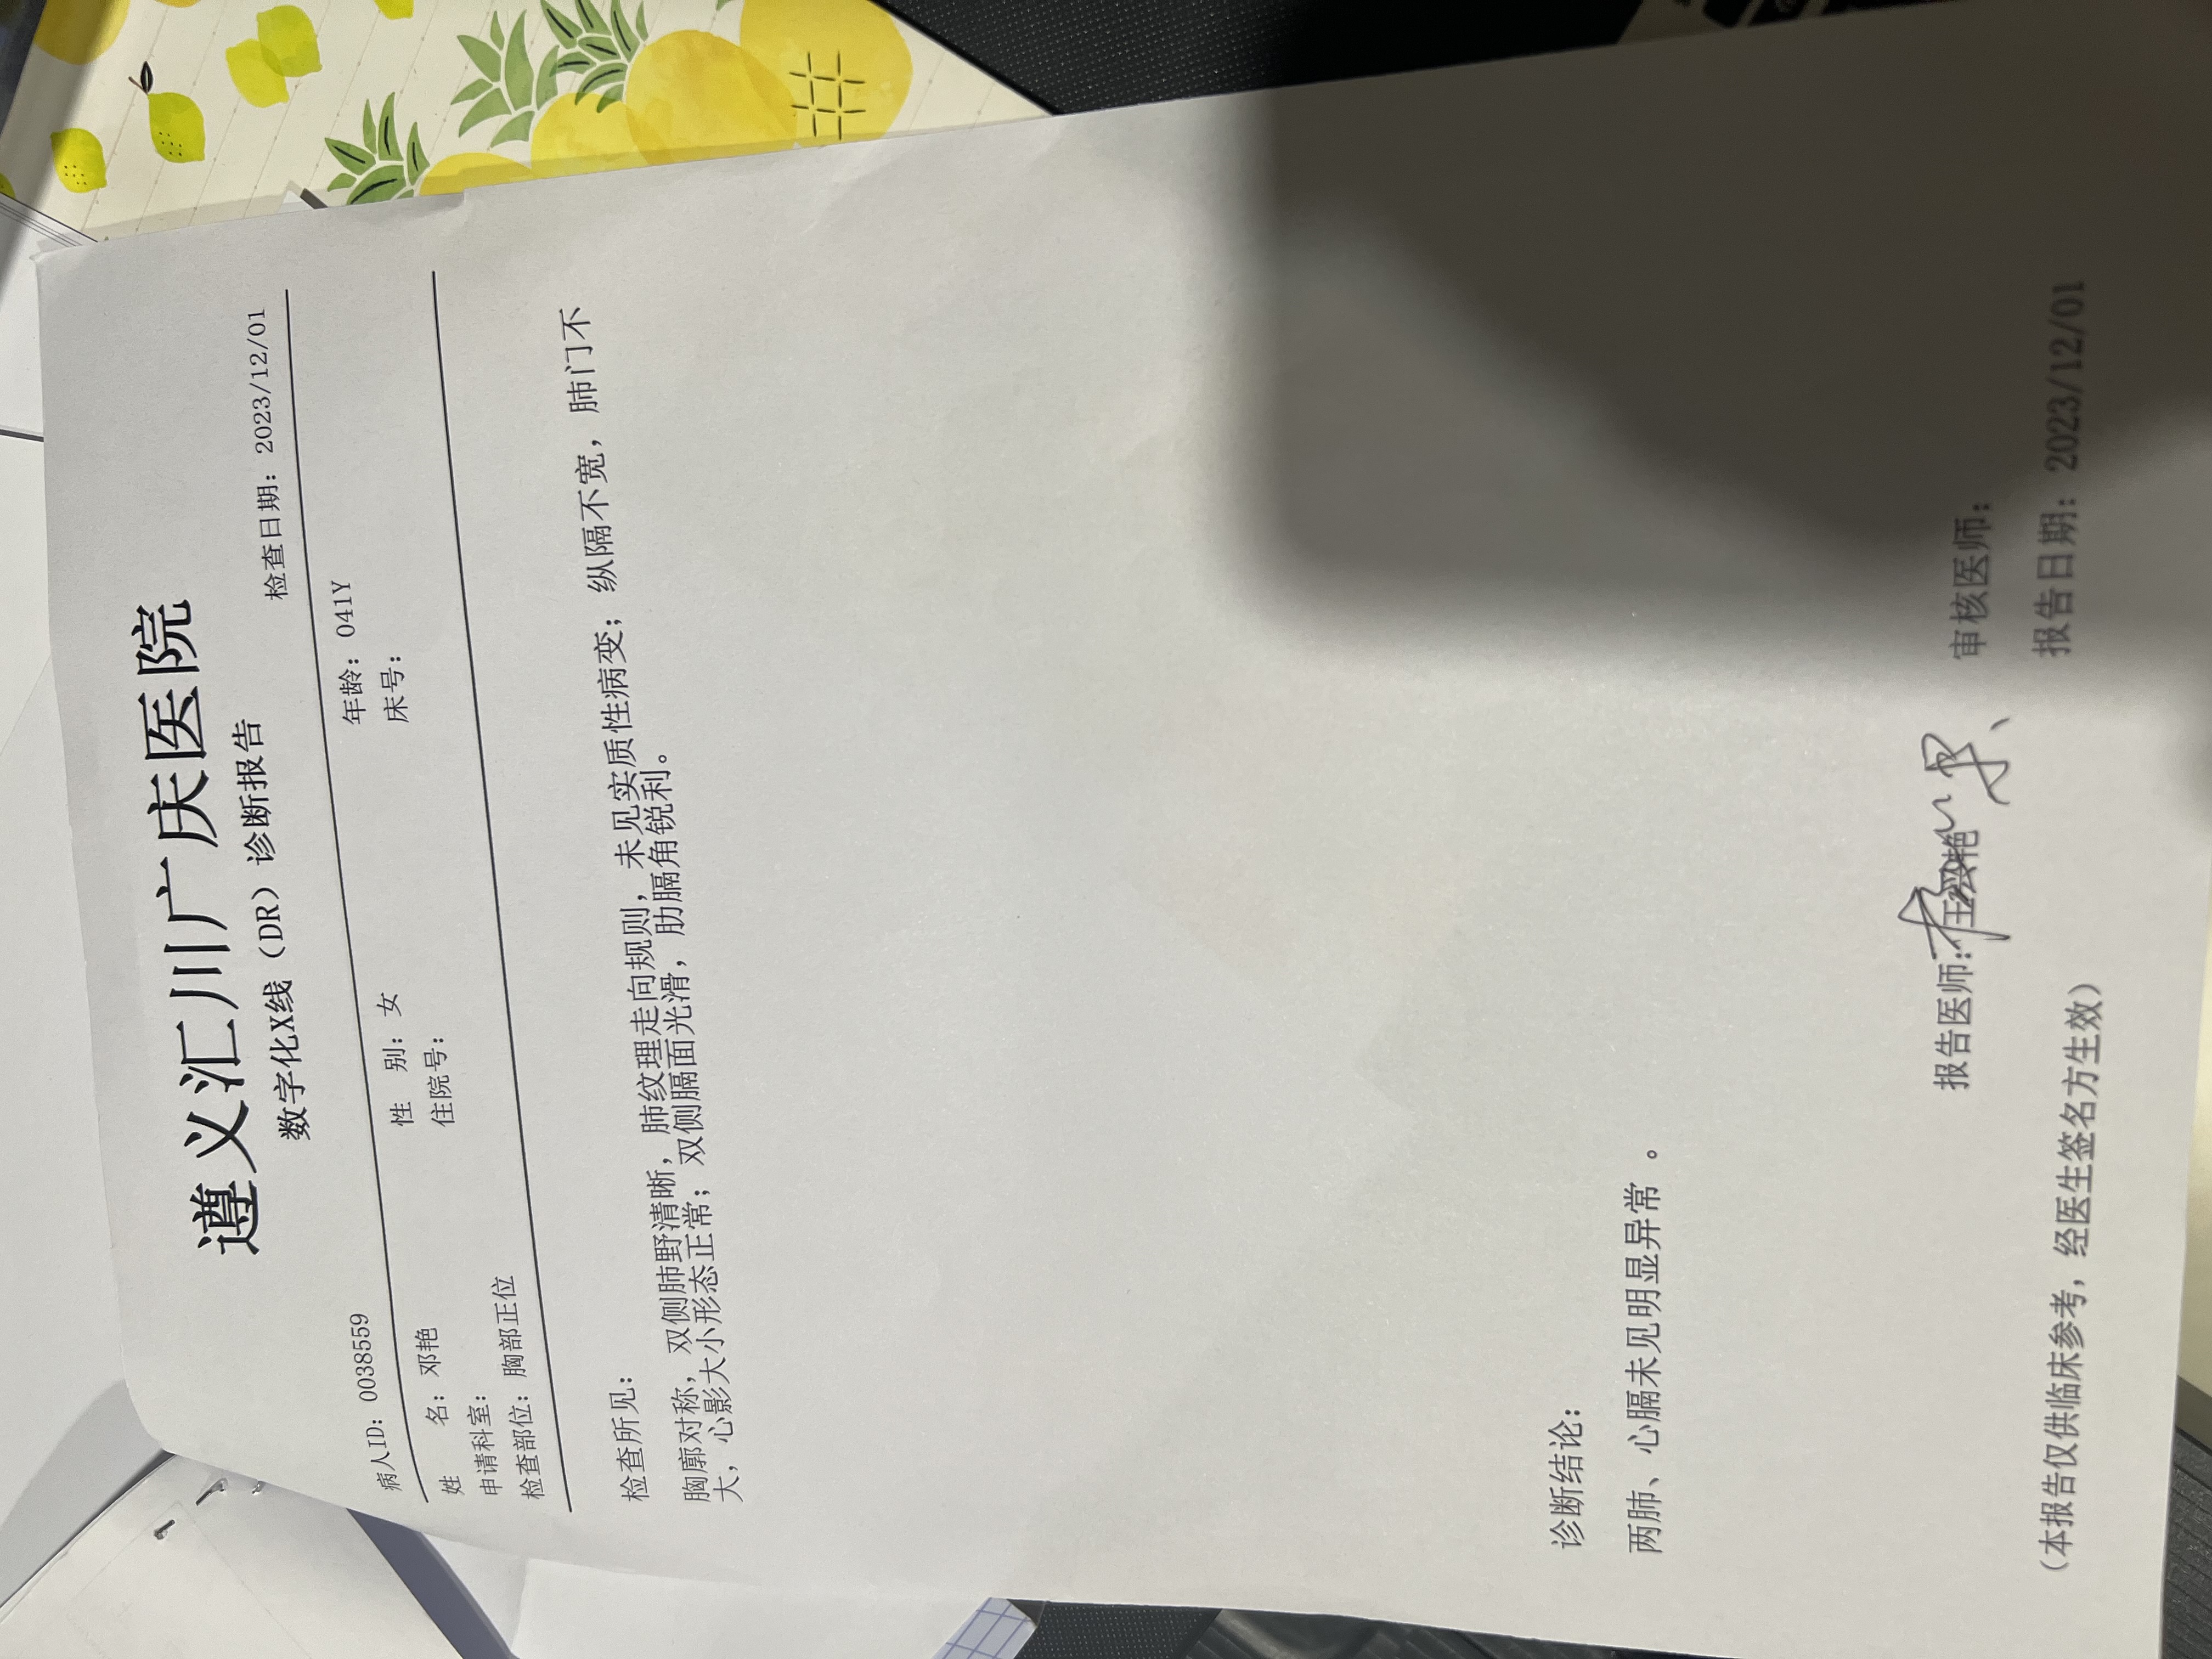 遵义汇川广庆医院
数字化X线（DR）诊断报告
病人ID：0038559 检查日期：2023/12/01
姓 名：邓艳 性 别：女 年龄：041Y
申请科室： 住院号： 床号：
检查部位：胸部正位
检查所见：
胸廓对称，双侧肺野清晰，肺纹理走向规则，未见实质性病变；纵隔不宽，肺门不
大，心影大小形态正常；双侧膈面光滑，肋膈角锐利。
诊断结论：
两肺、心膈未见明显异常 。
报告医师： 审核医师：
（本报告仅供临床参考，经医生签名方生效） 报告日期：2023/12/01